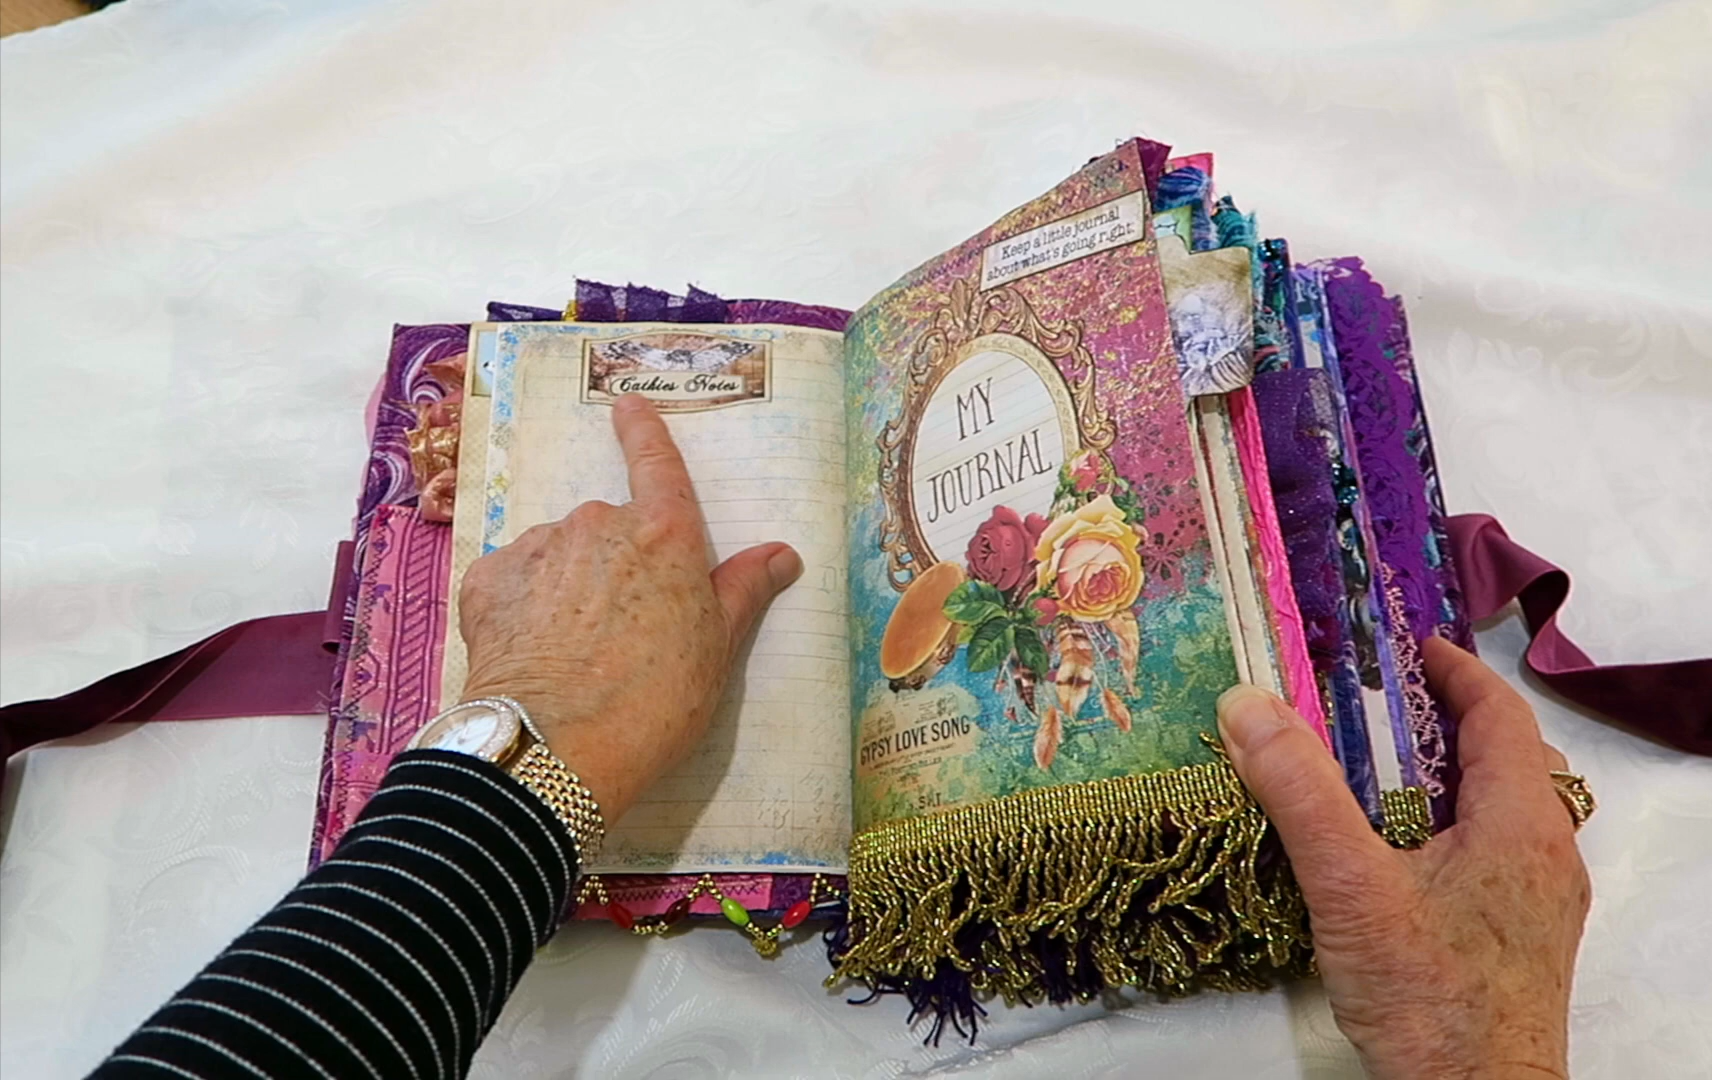 Cathies Notes
Keep a little journal
about what's going right.
MY
JOURNAL
GYPSY LOVE SONG